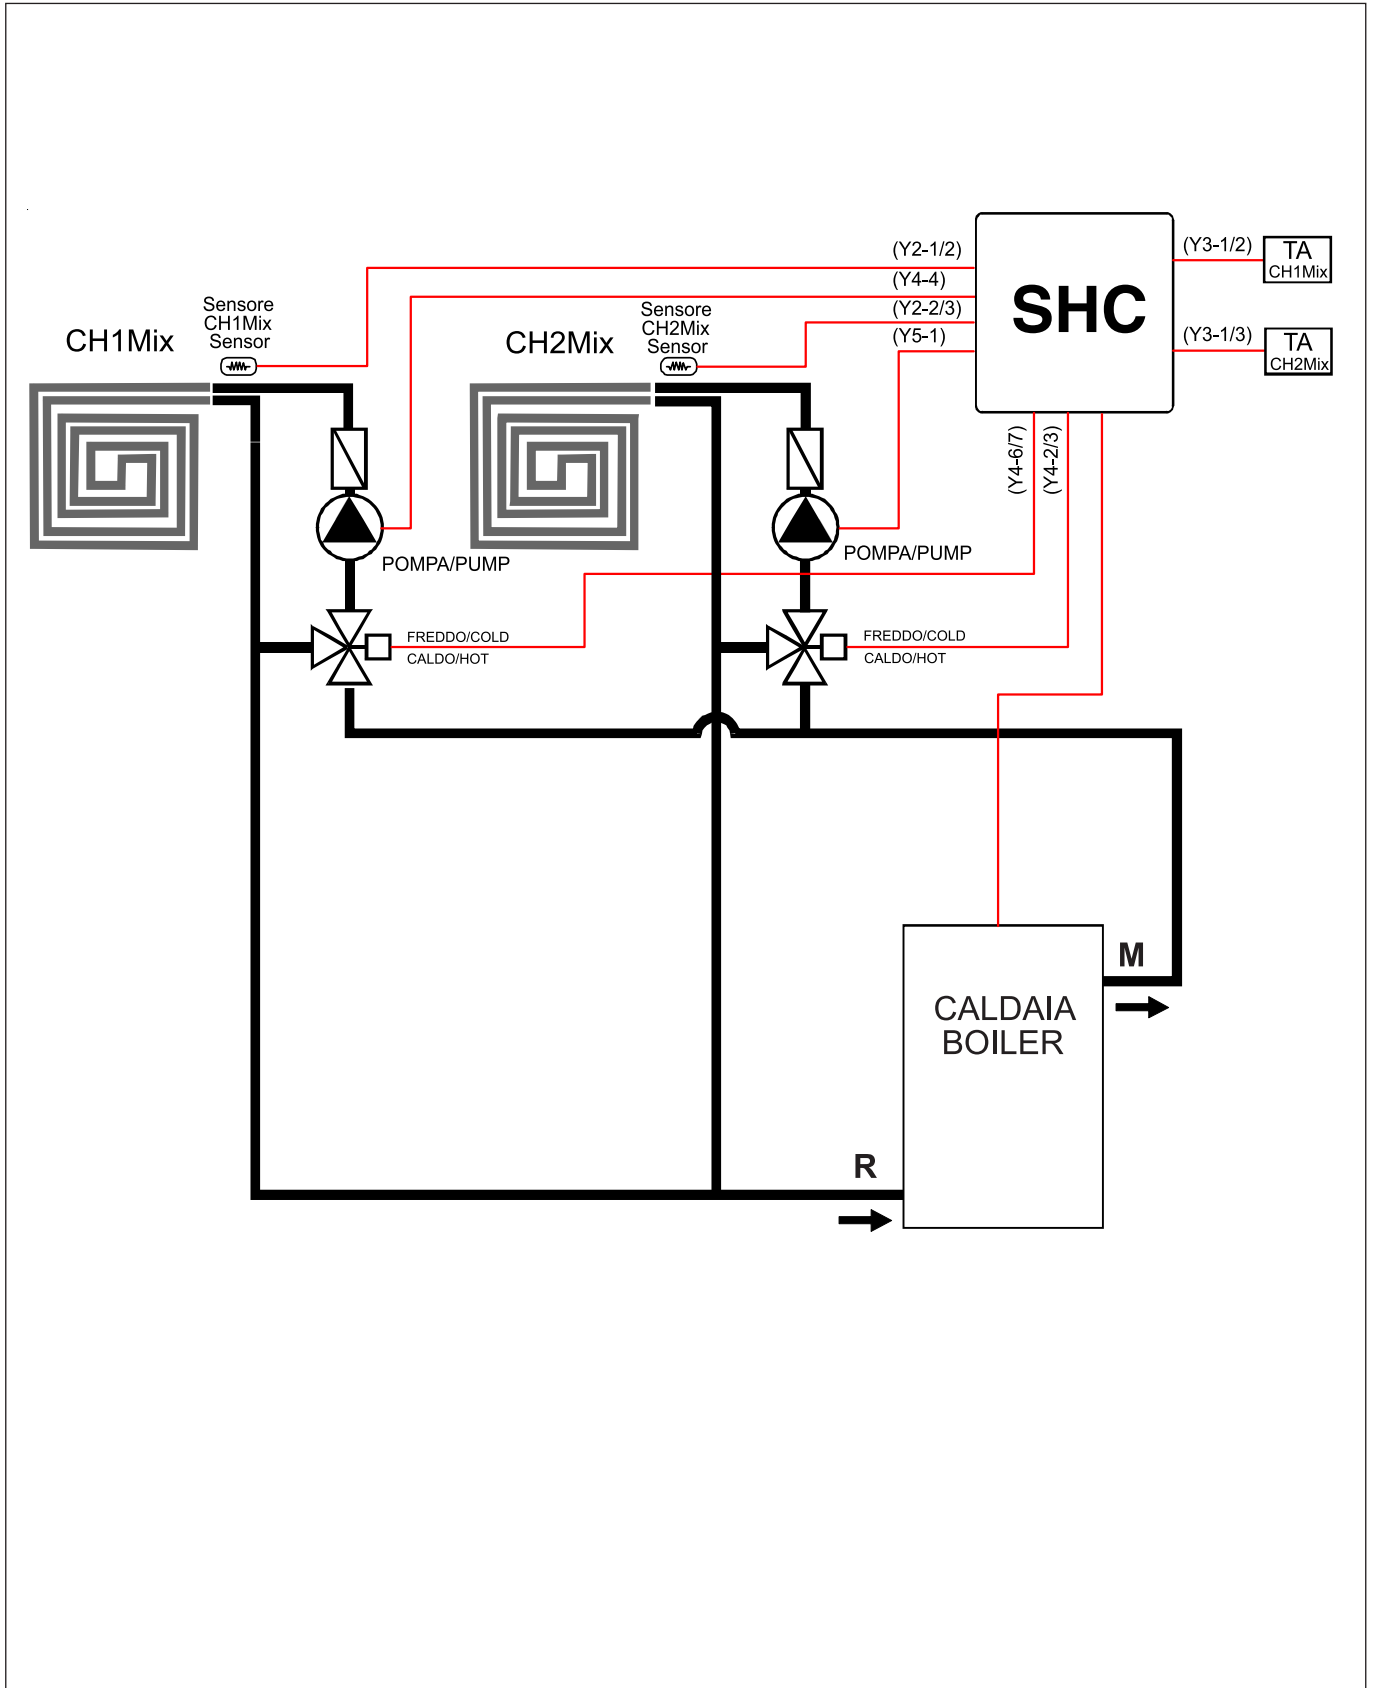 (Y2-1/2)
(Y4-4)
(Y2-2/3)
(Y5-1)
SHC
(Y3-1/2)
TA
CH1Mix
(Y3-1/3)
TA
CH2Mix
Sensore
CH1Mix
Sensor
CH1Mix
Sensore
CH2Mix
Sensor
CH2Mix
(Y4-6/7)
(Y4-2/3)
POMPA/PUMP
POMPA/PUMP
FREDDO/COLD
CALDO/HOT
FREDDO/COLD
CALDO/HOT
M
CALDAIA
BOILER
R